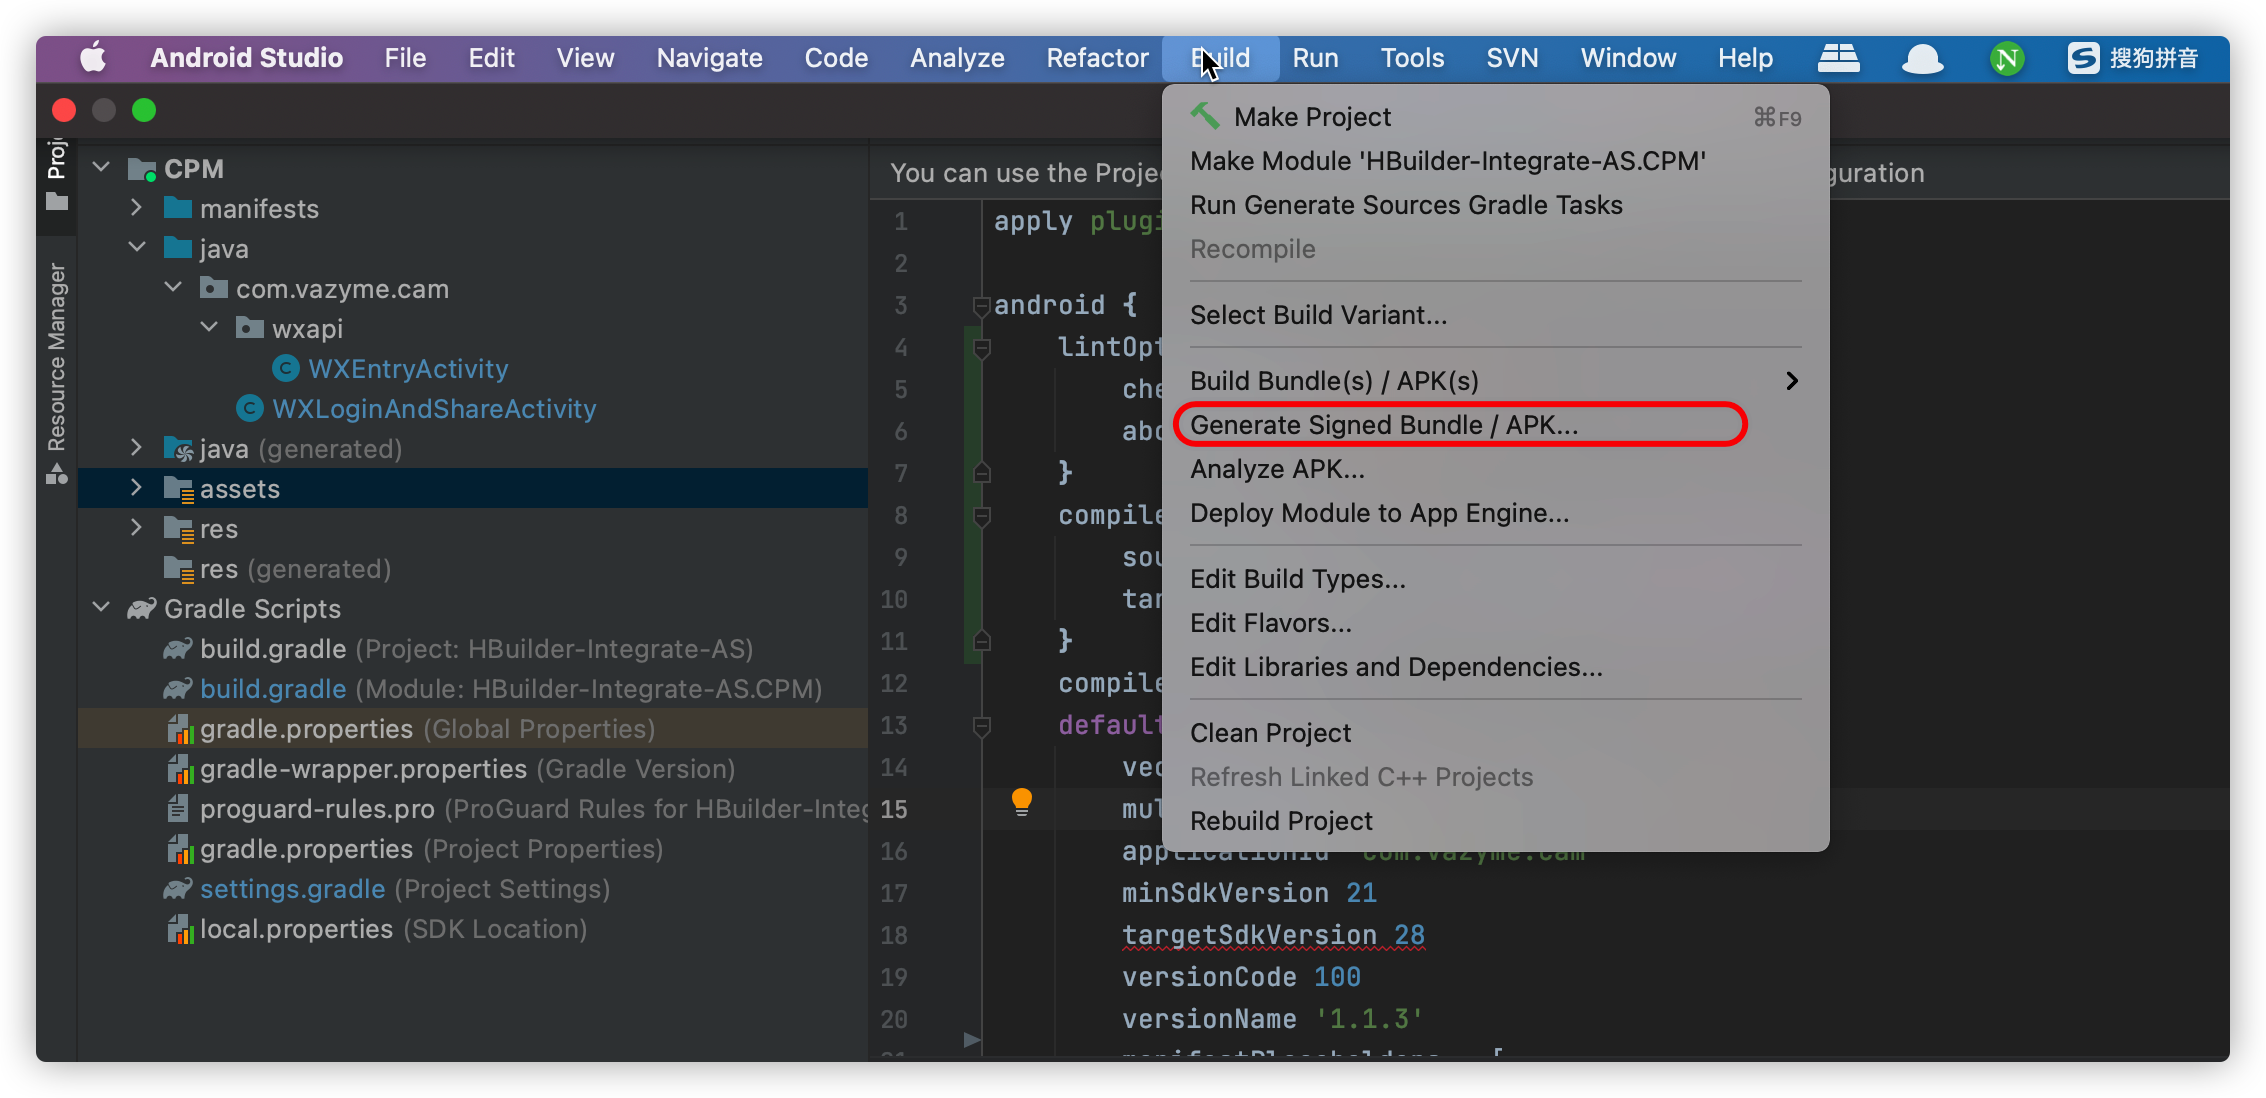 Android Studio File Edit View Navigate Code Analyze Refactor Build Run Tools SVN Window Help N S 搜狗拼音
CPM
manifests
java
com.vazyme.cam
wxapi
C WXEntryActivity
C WXLoginAndShareActivity
java (generated)
assets
res
res (generated)
Gradle Scripts
build.gradle (Project: HBuilder-Integrate-AS)
build.gradle (Module: HBuilder-Integrate-AS.CPM)
gradle.properties (Global Properties)
gradle-wrapper.properties (Gradle Version)
proguard-rules.pro (ProGuard Rules for HBuilder-Integ
gradle.properties (Project Properties)
settings.gradle (Project Settings)
local.properties (SDK Location)
Proj
Resource Manager
You can use the Projec
guration
1 apply plugi
2
3 android {
4 lintOpt
5 che
6 abo
7 }
8 compile
9 sou
10 tar
11 }
12 compile
13 default
14 vec
15 mul
16 applicationId com.vazyme.cam
17 minSdkVersion 21
18 targetSdkVersion 28
19 versionCode 100
20 versionName '1.1.3'
21 manifestPlaceholders = [
Make Project ⌘F9
Make Module 'HBuilder-Integrate-AS.CPM'
Run Generate Sources Gradle Tasks
Recompile
Select Build Variant...
Build Bundle(s) / APK(s)
Generate Signed Bundle / APK...
Analyze APK...
Deploy Module to App Engine...
Edit Build Types...
Edit Flavors...
Edit Libraries and Dependencies...
Clean Project
Refresh Linked C++ Projects
Rebuild Project